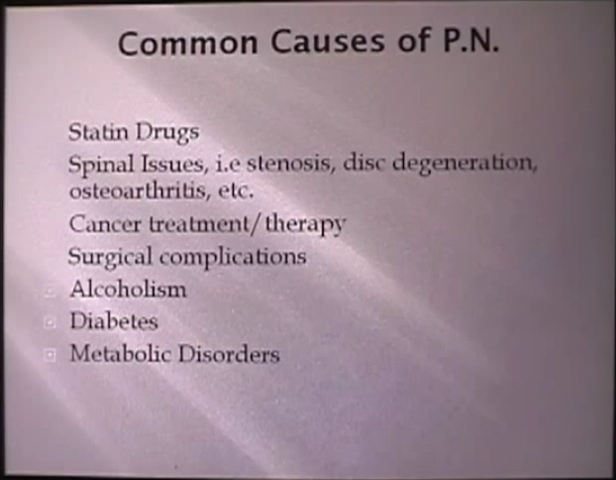 Common Causes of P.N.
Statin Drugs
Spinal Issues, i.e stenosis, disc degeneration,
osteoarthritis, etc.
Cancer treatment/therapy
Surgical complications
Alcoholism
Diabetes
Metabolic Disorders